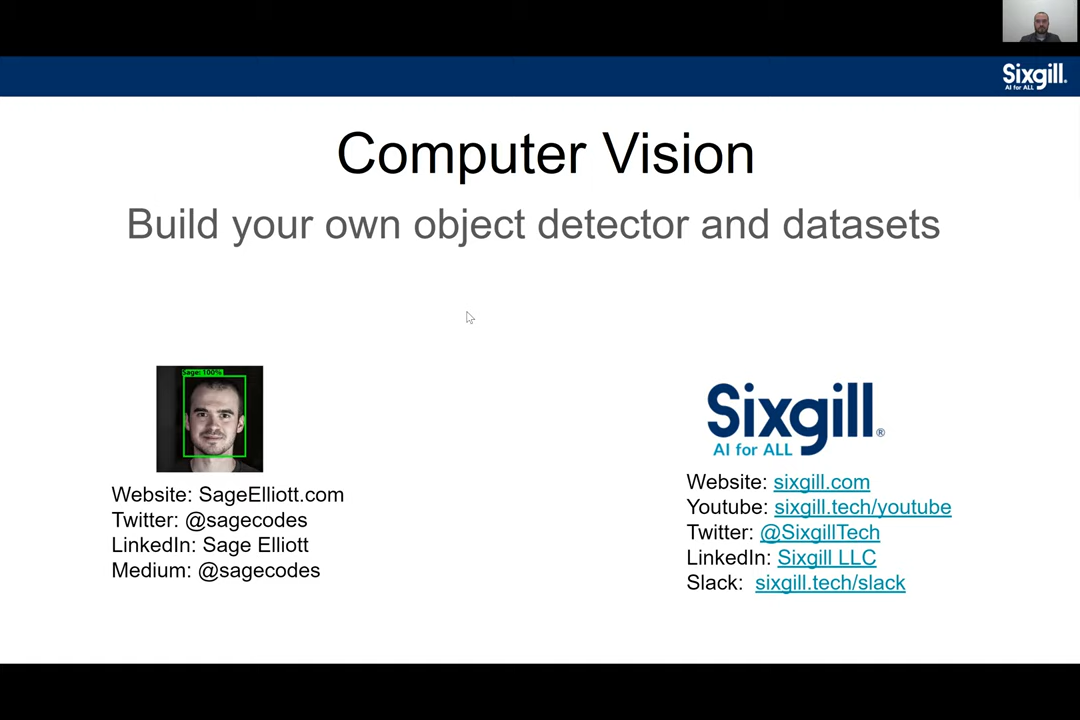 Sixgill.
AI for ALL
Computer Vision
Build your own object detector and datasets
Sage: 100%
Website: SageElliott.com
Twitter: @sagecodes
LinkedIn: Sage Elliott
Medium: @sagecodes
Sixgill®
AI for ALL
Website: sixgill.com
Youtube: sixgill.tech/youtube
Twitter: @SixgillTech
LinkedIn: Sixgill LLC
Slack: sixgill.tech/slack